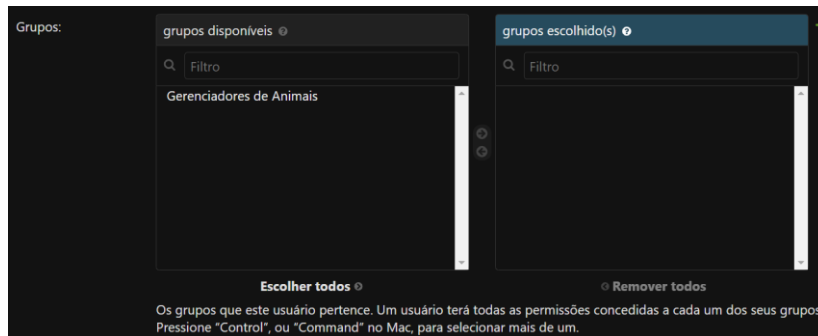 Grupos:
grupos disponíveis
grupos escolhido(s)
Filtro
Filtro
Gerenciadores de Animais
Escolher todos
Remover todos
Os grupos que este usuário pertence. Um usuário terá todas as permissões concedidas a cada um dos seus grupos
Pressione “Control”, ou “Command” no Mac, para selecionar mais de um.